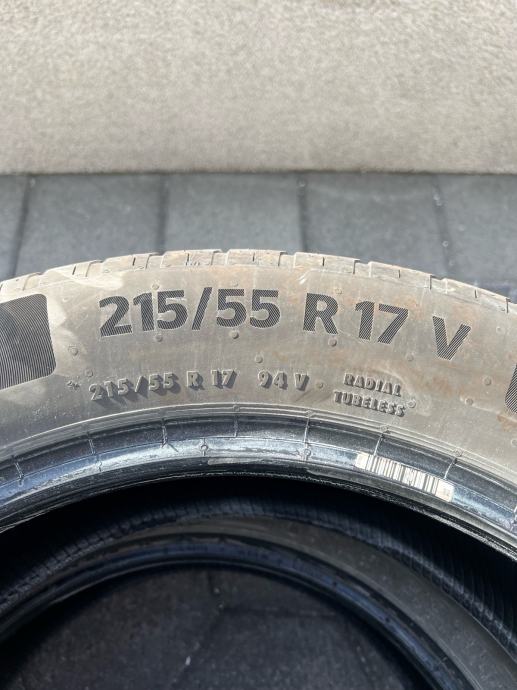 215/55 R 17 V
215/55 R 17 94 V RADIAL
TUBELESS